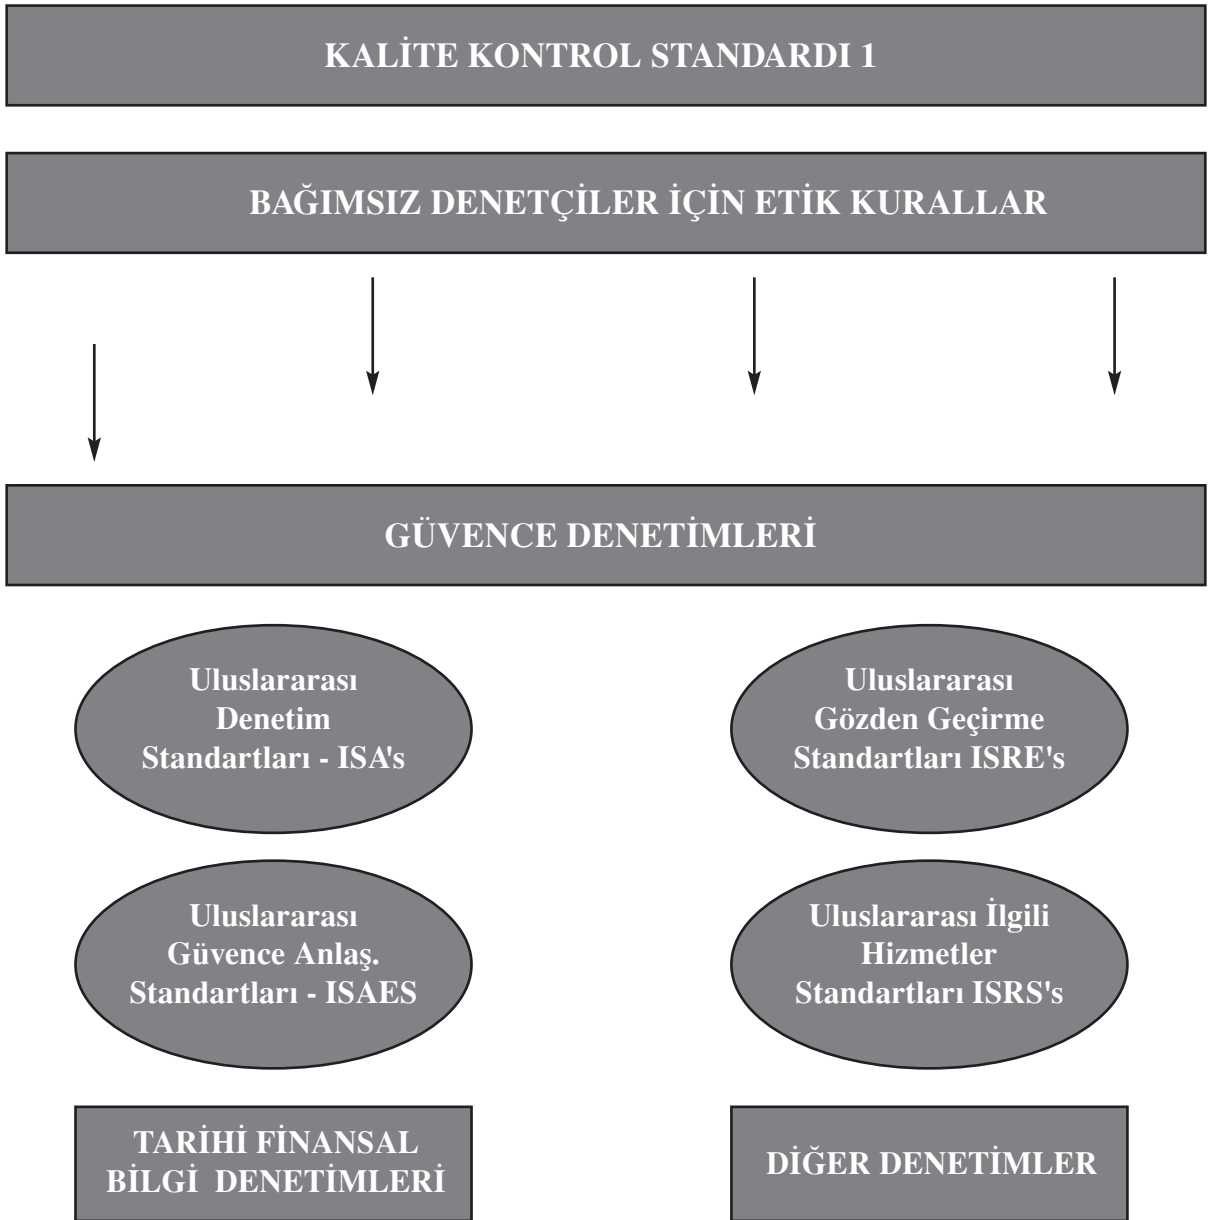 KALİTE KONTROL STANDARDI 1
BAĞIMSIZ DENETÇİLER İÇİN ETİK KURALLAR
GÜVENCE DENETİMLERİ
Uluslararası
Denetim
Standartları - ISA's
Uluslararası
Gözden Geçirme
Standartları ISRE's
Uluslararası
Güvence Anlaş.
Standartları - ISAES
Uluslararası İlgili
Hizmetler
Standartları ISRS's
TARİHİ FİNANSAL
BİLGİ DENETİMLERİ
DİĞER DENETİMLER